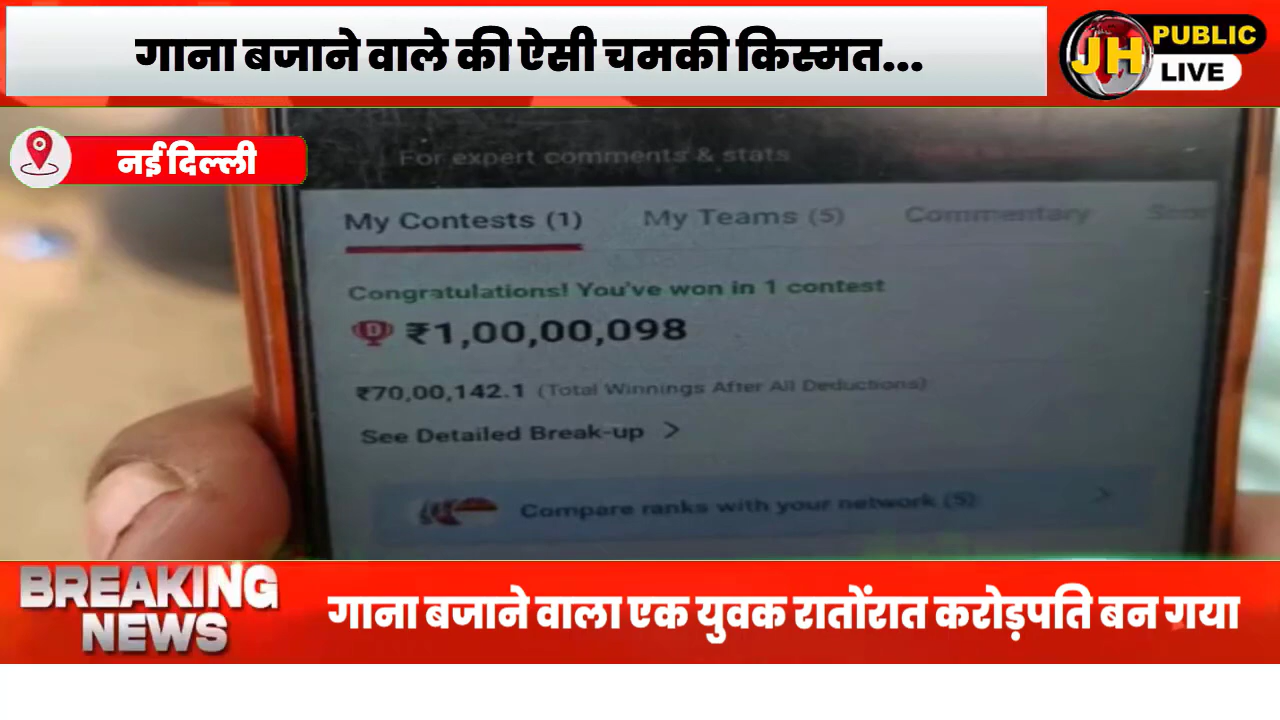 गाना बजाने वाले की ऐसी चमकी किस्मत...
JH PUBLIC
LIVE
नई दिल्ली
For expert comments & stats
My Contests (1) My Teams (5) Commentary
Congratulations! You've won in 1 contest
₹1,00,00,098
₹70,00,142.1 (Total Winnings After All Deductions)
See Detailed Break-up >
Compare ranks with your network (5) >
BREAKING
NEWS
गाना बजाने वाला एक युवक रातोंरात करोड़पति बन गया